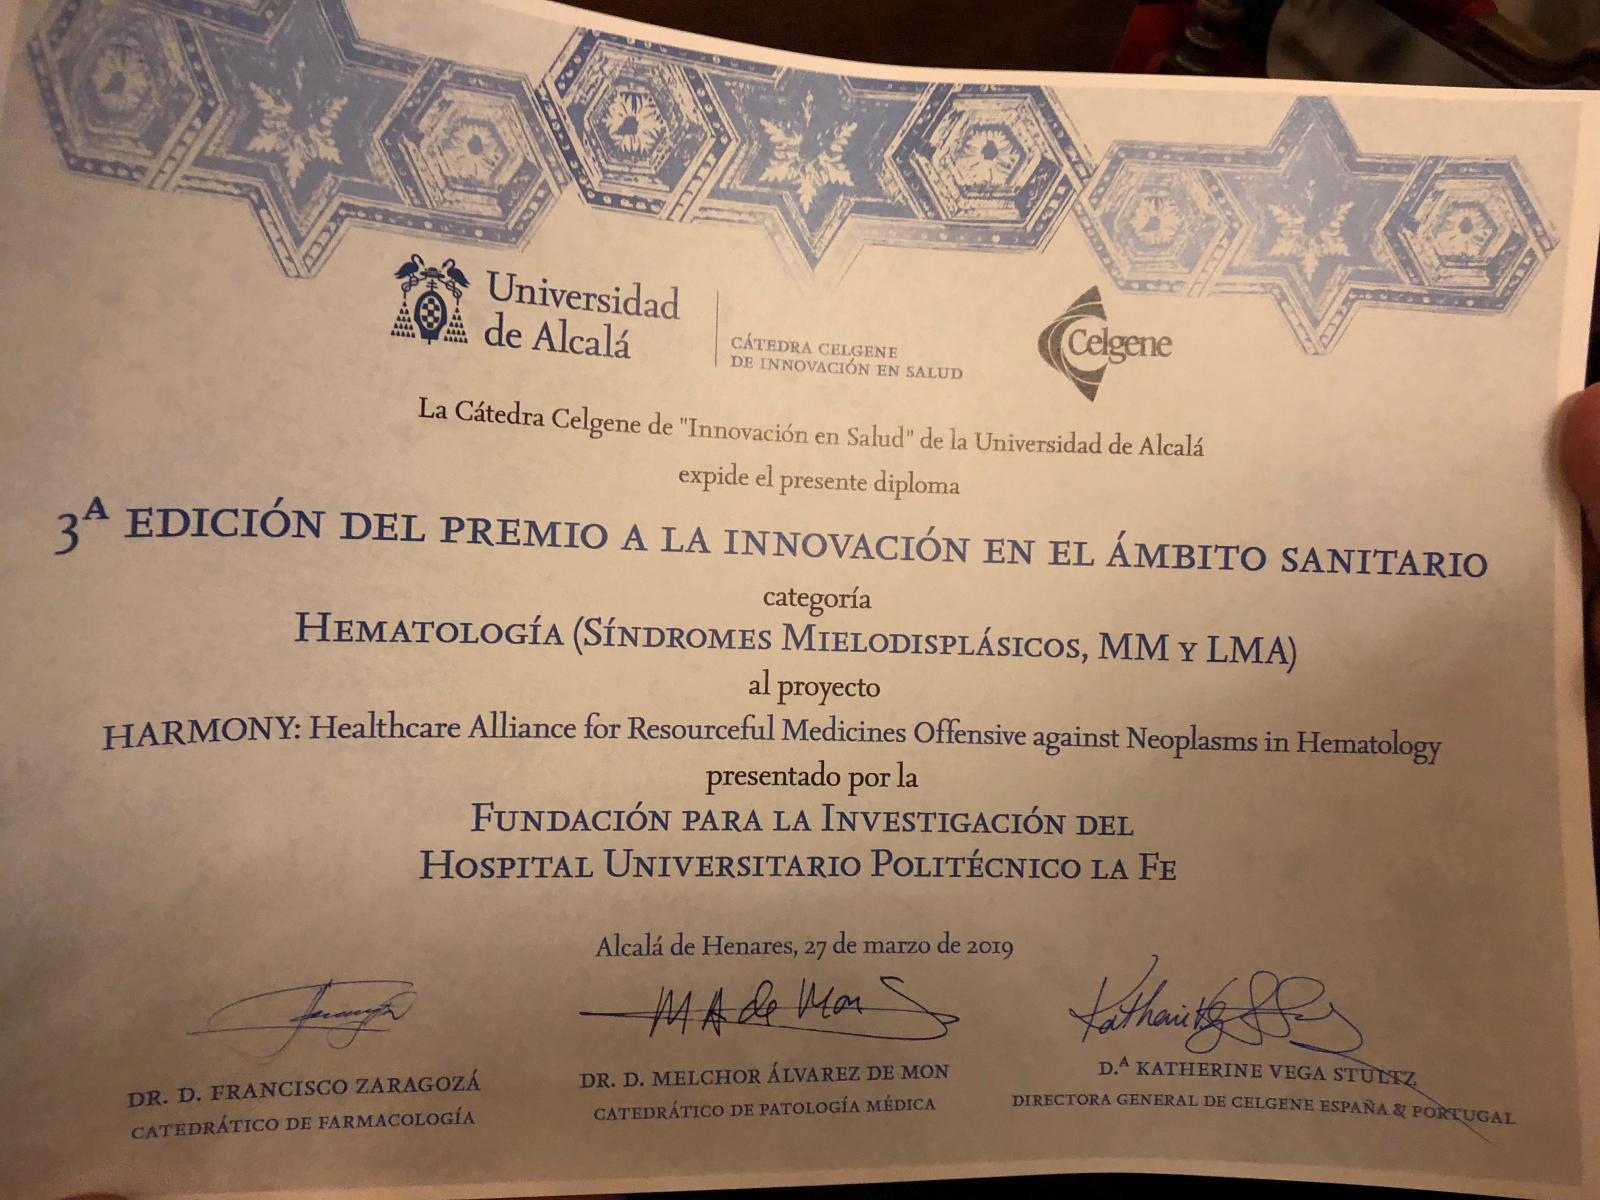 Universidad
de Alcalá
CÁTEDRA CELGENE
DE INNOVACIÓN EN SALUD
Celgene
La Cátedra Celgene de "Innovación en Salud" de la Universidad de Alcalá
expide el presente diploma
3ᴬ EDICIÓN DEL PREMIO A LA INNOVACIÓN EN EL ÁMBITO SANITARIO
categoría
HEMATOLOGÍA (SÍNDROMES MIELODISPLÁSICOS, MM Y LMA)
al proyecto
HARMONY: Healthcare Alliance for Resourceful Medicines Offensive against Neoplasms in Hematology
presentado por la
FUNDACIÓN PARA LA INVESTIGACIÓN DEL
HOSPITAL UNIVERSITARIO POLITÉCNICO LA FE
Alcalá de Henares, 27 de marzo de 2019
MA de Mon
DR. D. FRANCISCO ZARAGOZÁ
CATEDRÁTICO DE FARMACOLOGÍA
DR. D. MELCHOR ÁLVAREZ DE MON
CATEDRÁTICO DE PATOLOGÍA MÉDICA
D.ᴬ KATHERINE VEGA STULTZ
DIRECTORA GENERAL DE CELGENE ESPAÑA & PORTUGAL